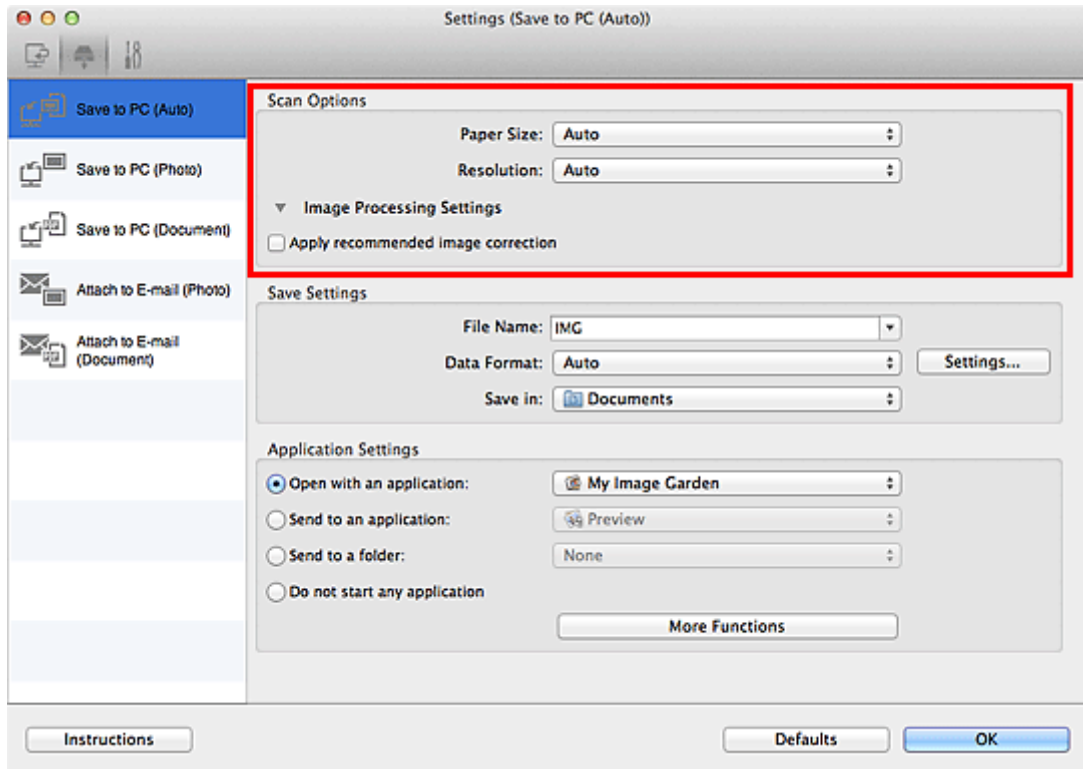 Settings (Save to PC (Auto))
Save to PC (Auto)
Save to PC (Photo)
Save to PC (Document)
Attach to E-mail (Photo)
Attach to E-mail
(Document)
Scan Options
Paper Size: Auto
Resolution: Auto
Image Processing Settings
Apply recommended image correction
Save Settings
File Name: IMG
Data Format: Auto Settings...
Save in: Documents
Application Settings
Open with an application: My Image Garden
Send to an application: Preview
Send to a folder: None
Do not start any application
More Functions
Instructions Defaults OK